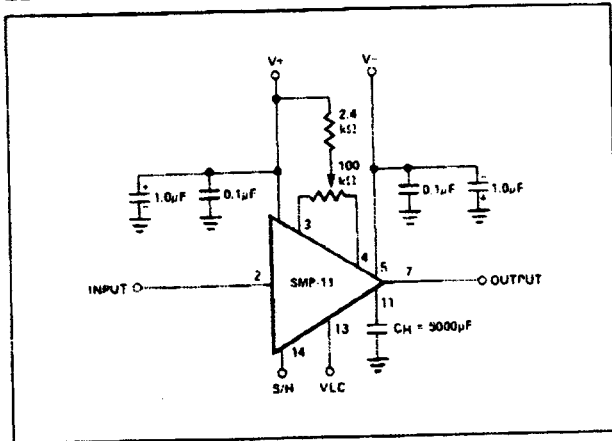 V+
V-
2.4
kΩ
100
kΩ
+
-
1.0µF
0.1µF
0.1µF
-
+
1.0µF
3
4
5
INPUT
2
SMP-11
7
OUTPUT
11
13
CH = 5000µF
14
S/H
VLC